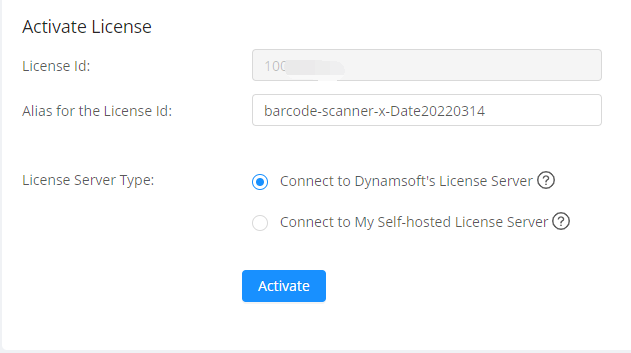 Activate License
License Id: 100
Alias for the License Id: barcode-scanner-x-Date20220314
License Server Type: Connect to Dynamsoft's License Server ?
Connect to My Self-hosted License Server ?
Activate